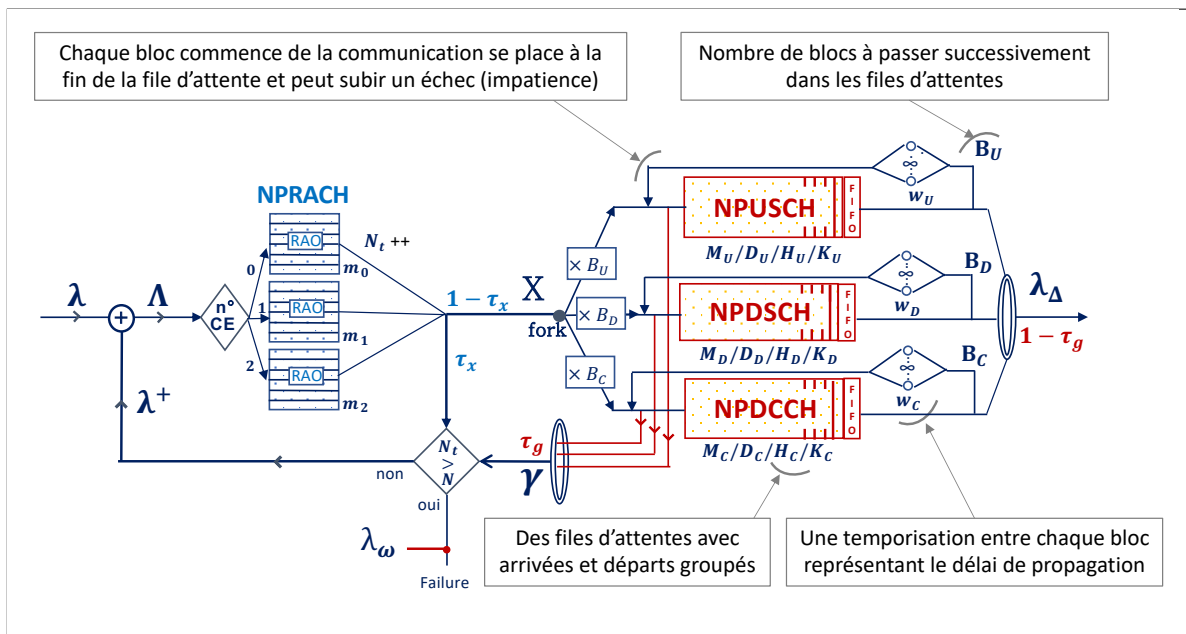 Chaque bloc commence de la communication se place à la
fin de la file d'attente et peut subir un échec (impatience)
Nombre de blocs à passer successivement
dans les files d'attentes
NPRACH
RAO
m₀
RAO
m₁
RAO
m₂
0
1
2
N_t ++
λ
+
Λ
n°
CE
λ⁺
1 − τ_x
τ_x
X
fork
× B_U
× B_D
× B_C
NPUSCH
FIFO
M_U/D_U/H_U/K_U
∞
w_U
B_U
NPDSCH
FIFO
M_D/D_D/H_D/K_D
∞
w_D
B_D
NPDCCH
FIFO
M_C/D_C/H_C/K_C
∞
w_C
B_C
λ_Δ
1 − τ_g
τ_g
γ
N_t
>
N
non
oui
λ_ω
Failure
Des files d'attentes avec
arrivées et départs groupés
Une temporisation entre chaque bloc
représentant le délai de propagation